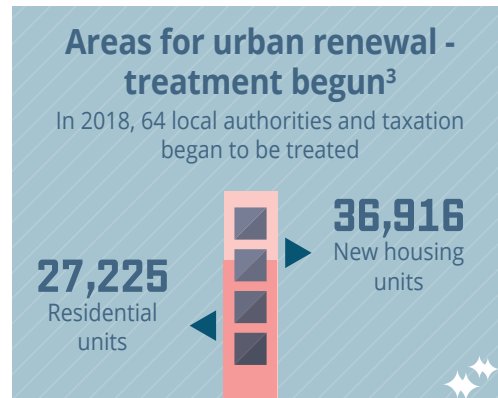 Areas for urban renewal -
treatment begun³
In 2018, 64 local authorities and taxation
began to be treated
36,916
New housing
units
27,225
Residential
units